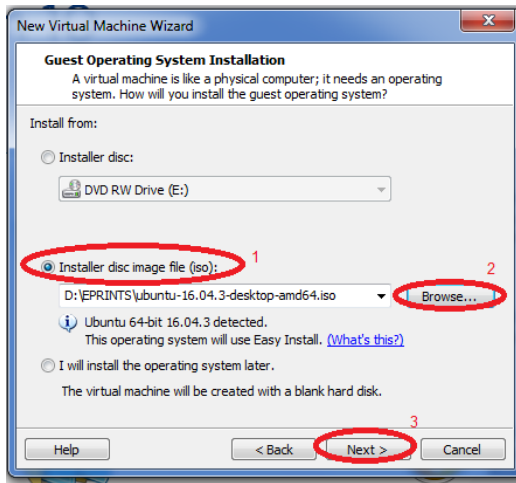 New Virtual Machine Wizard
Guest Operating System Installation
A virtual machine is like a physical computer; it needs an operating
system. How will you install the guest operating system?
Install from:
Installer disc:
DVD RW Drive (E:)
Installer disc image file (iso):
1
2
D:\EPRINTS\ubuntu-16.04.3-desktop-amd64.iso
Browse...
Ubuntu 64-bit 16.04.3 detected.
This operating system will use Easy Install. (What's this?)
I will install the operating system later.
The virtual machine will be created with a blank hard disk.
3
Help
< Back
Next >
Cancel